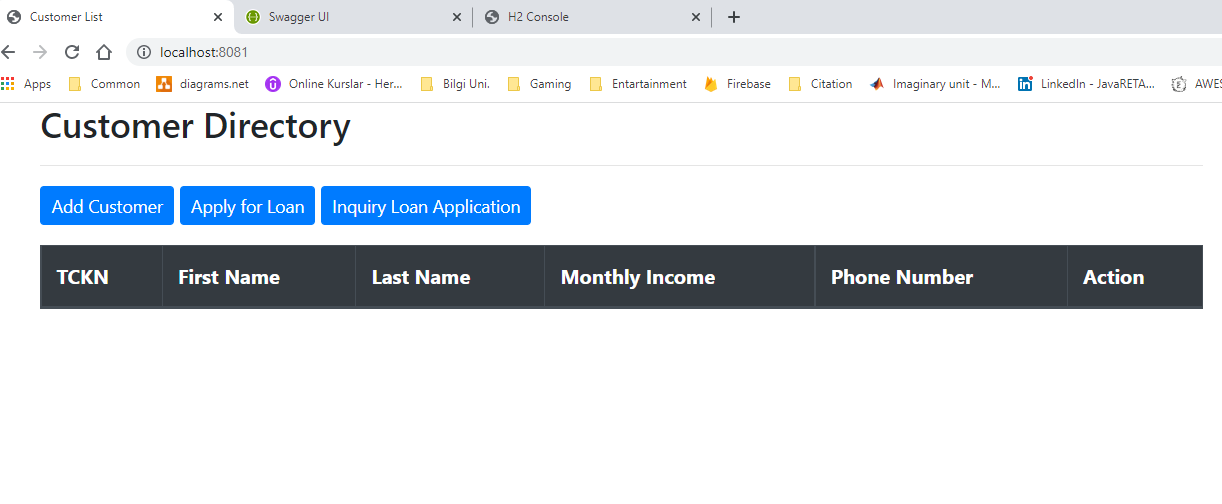 Customer List Swagger UI H2 Console
localhost:8081
Apps Common diagrams.net Online Kurslar - Her... Bilgi Uni. Gaming Entartainment Firebase Citation Imaginary unit - M... LinkedIn - JavaRETA... AWES
Customer Directory
Add Customer Apply for Loan Inquiry Loan Application
TCKN First Name Last Name Monthly Income Phone Number Action